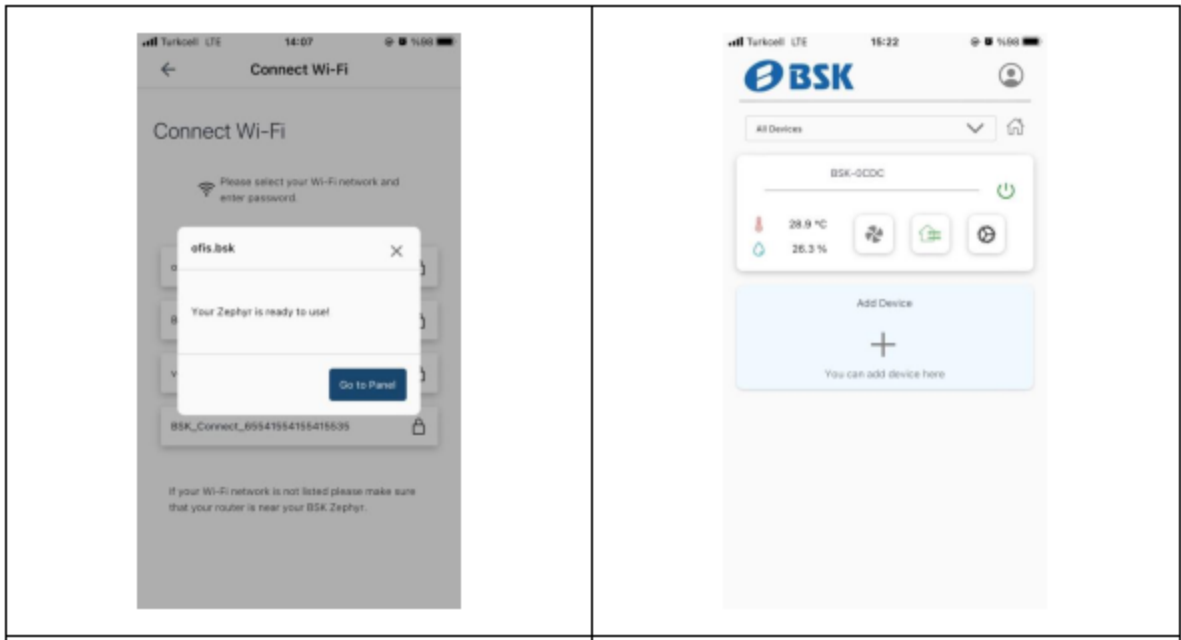 Turkcell LTE 14:07 %98
Connect Wi-Fi
Connect Wi-Fi
Please select your Wi-Fi network and
enter password.
ofis.bsk
Your Zephyr is ready to use!
Go to Panel
BSK_Connect_65541554155415535
If your Wi-Fi network is not listed please make sure
that your router is near your BSK Zephyr.
Turkcell LTE 15:22 %98
BSK
All Devices
BSK-0CDC
28.9 °C
26.3 %
Add Device
You can add device here